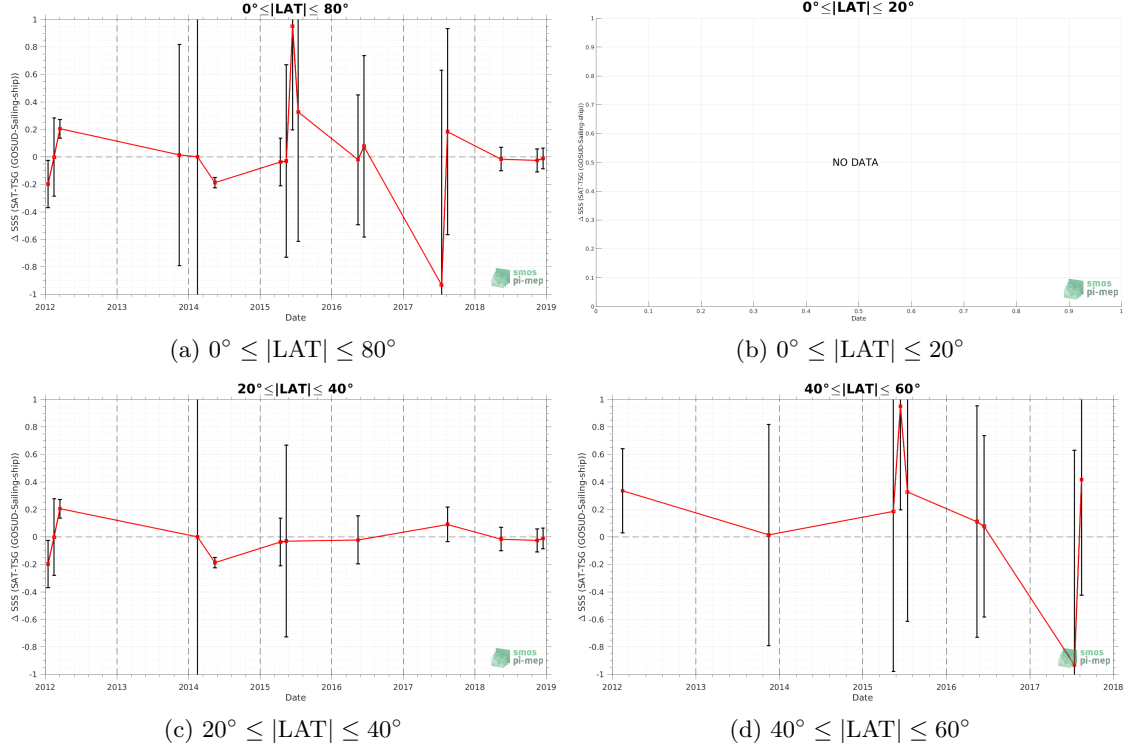 0°≤|LAT|≤ 80°
Δ SSS (SAT-TSG (GOSUD-Sailing-ship))
1
0.8
0.6
0.4
0.2
0
-0.2
-0.4
-0.6
-0.8
-1
2012 2013 2014 2015 2016 2017 2018 2019
Date
smos
pi-mep
(a) 0° ≤ |LAT| ≤ 80°
0°≤|LAT|≤ 20°
Δ SSS (SAT-TSG (GOSUD-Sailing-ship))
1
0.9
0.8
0.7
0.6
0.5
0.4
0.3
0.2
0.1
0
NO DATA
0 0.1 0.2 0.3 0.4 0.5 0.6 0.7 0.8 0.9 1
Date
smos
pi-mep
(b) 0° ≤ |LAT| ≤ 20°
20°≤|LAT|≤ 40°
Δ SSS (SAT-TSG (GOSUD-Sailing-ship))
1
0.8
0.6
0.4
0.2
0
-0.2
-0.4
-0.6
-0.8
-1
2012 2013 2014 2015 2016 2017 2018 2019
Date
smos
pi-mep
(c) 20° ≤ |LAT| ≤ 40°
40°≤|LAT|≤ 60°
Δ SSS (SAT-TSG (GOSUD-Sailing-ship))
1
0.8
0.6
0.4
0.2
0
-0.2
-0.4
-0.6
-0.8
-1
2012 2013 2014 2015 2016 2017 2018
Date
smos
pi-mep
(d) 40° ≤ |LAT| ≤ 60°